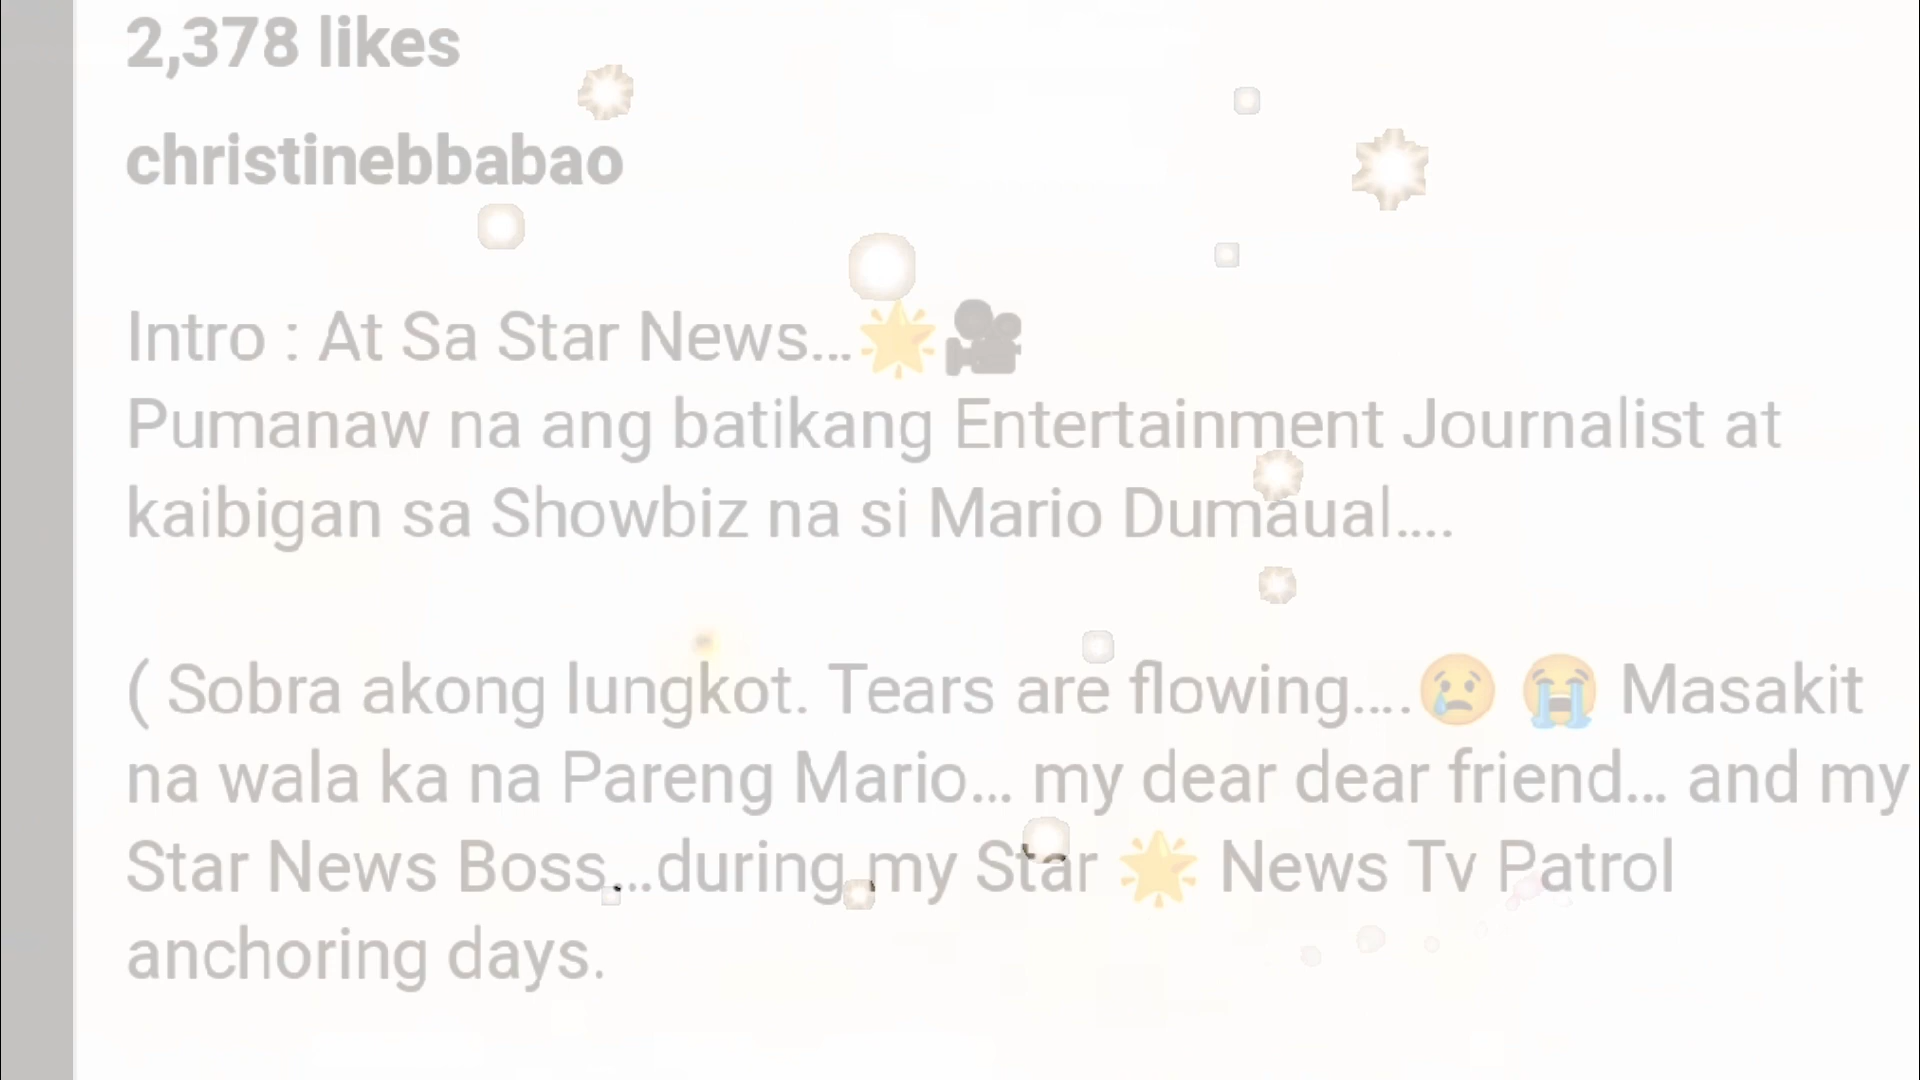 2,378 likes
christinebbabao
Intro : At Sa Star News...🌟🎥
Pumanaw na ang batikang Entertainment Journalist at
kaibigan sa Showbiz na si Mario Dumaual....
( Sobra akong lungkot. Tears are flowing....😢 😭 Masakit
na wala ka na Pareng Mario... my dear dear friend... and my
Star News Boss...during my Star 🌟 News Tv Patrol
anchoring days.